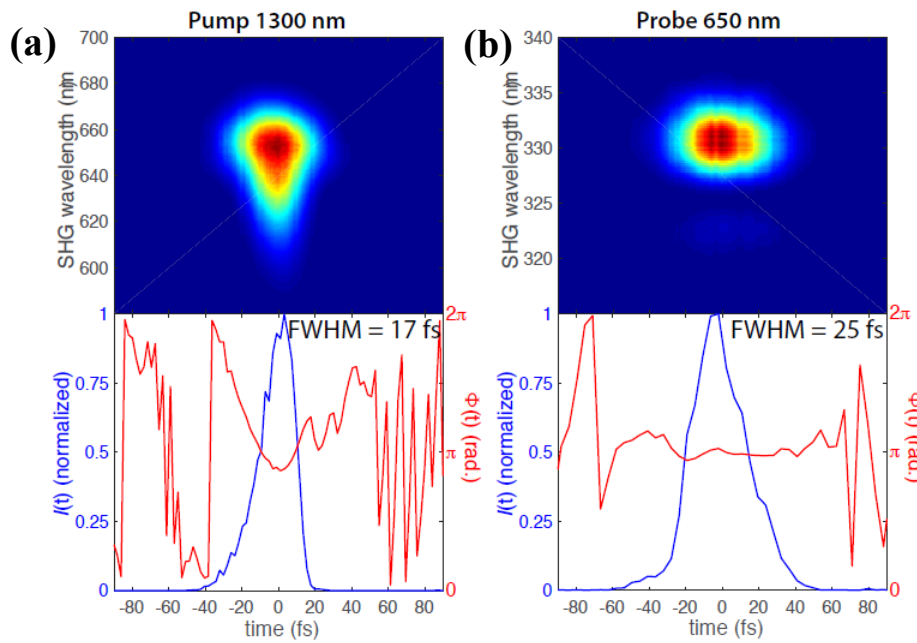 Pump 1300 nm
Probe 650 nm
(a)
(b)
SHG wavelength (nm)
700
680
660
640
620
600
SHG wavelength (nm)
340
335
330
325
320
I(t) (normalized)
1
0.75
0.5
0.25
0
FWHM = 17 fs
2π
π
0
Φ(t) (rad.)
-80 -60 -40 -20 0 20 40 60 80
time (fs)
I(t) (normalized)
1
0.75
0.5
0.25
0
FWHM = 25 fs
2π
π
0
Φ(t) (rad.)
-80 -60 -40 -20 0 20 40 60 80
time (fs)